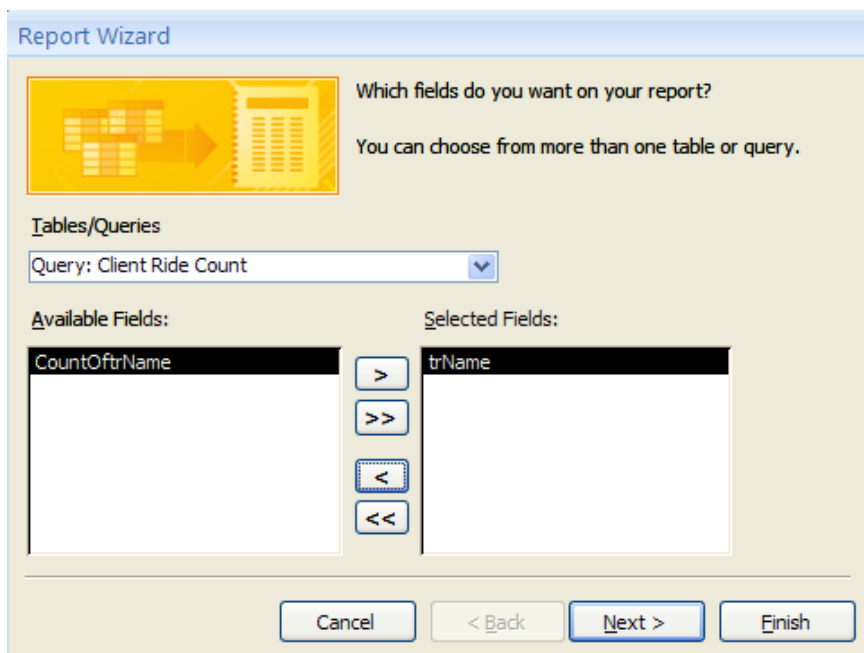 Report Wizard
Which fields do you want on your report?
You can choose from more than one table or query.
Tables/Queries
Query: Client Ride Count
Available Fields:
Selected Fields:
CountOftrName
trName
>
>>
<
<<
Cancel
< Back
Next >
Finish